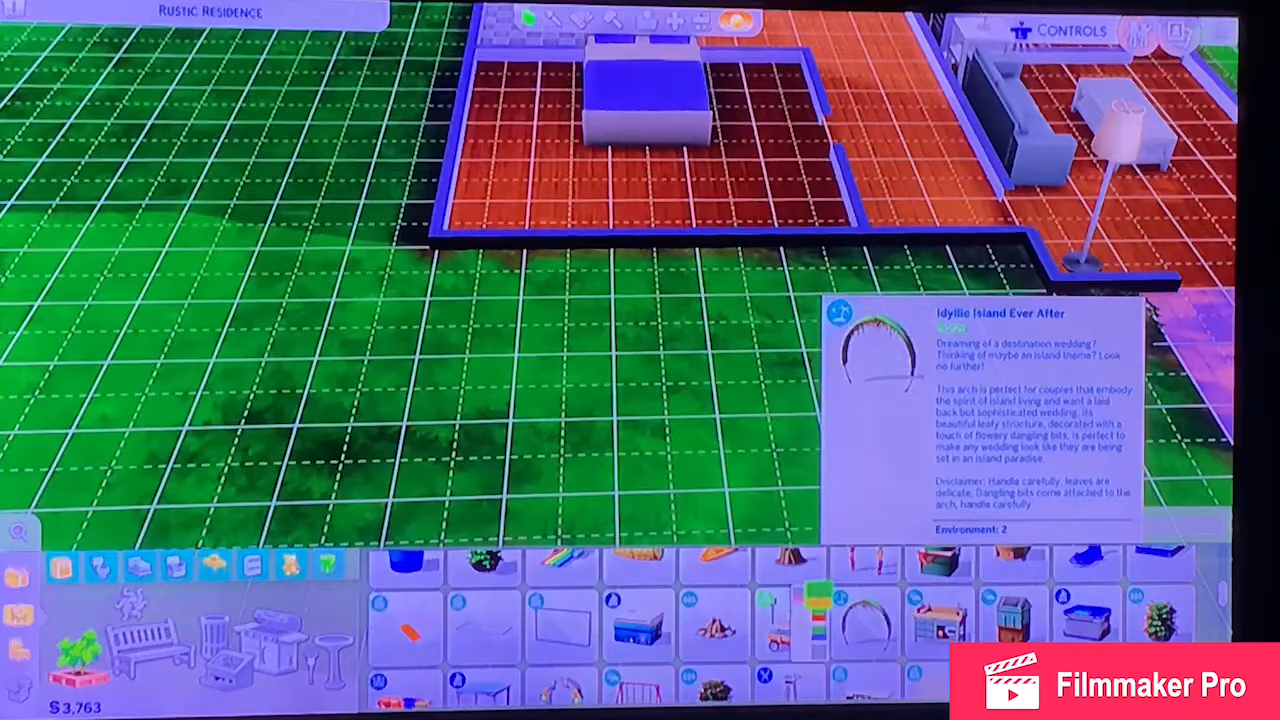 RUSTIC RESIDENCE
CONTROLS
Idyllic Island Ever After
Dreaming of a destination wedding?
Thinking of maybe an island theme? Look
no further!
This arch is perfect for couples that embody
the spirit of island living and want a laid
back but sophisticated wedding. Its
beautiful leafy structure, decorated with a
touch of flowery dangling bits, is perfect to
make any wedding look like they are being
set in an island paradise.
Disclaimer: Handle carefully, leaves are
delicate. Dangling bits come attached to the
arch, handle carefully
Environment: 2
§3,763
Filmmaker Pro